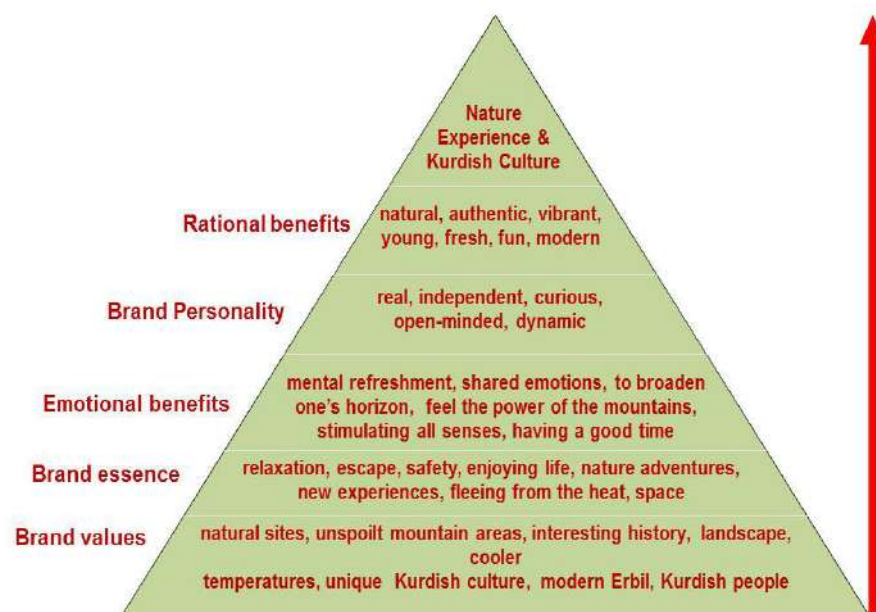 Nature
Experience &
Kurdish Culture
Rational benefits
natural, authentic, vibrant,
young, fresh, fun, modern
Brand Personality
real, independent, curious,
open-minded, dynamic
Emotional benefits
mental refreshment, shared emotions, to broaden
one's horizon, feel the power of the mountains,
stimulating all senses, having a good time
Brand essence
relaxation, escape, safety, enjoying life, nature adventures,
new experiences, fleeing from the heat, space
Brand values
natural sites, unspoilt mountain areas, interesting history, landscape,
cooler
temperatures, unique Kurdish culture, modern Erbil, Kurdish people